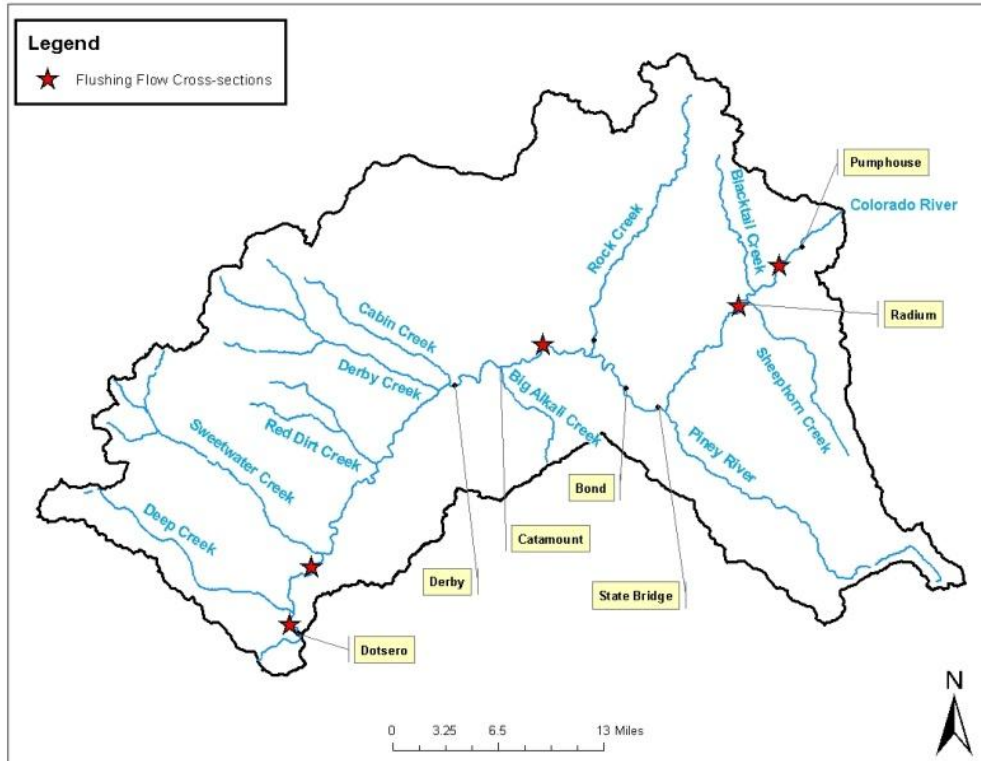 Legend
Flushing Flow Cross-sections
Pumphouse
Colorado River
Blacktail Creek
Rock Creek
Radium
Cabin Creek
Derby Creek
Big Alkali Creek
Sheephorn Creek
Red Dirt Creek
Sweetwater Creek
Piney River
Bond
Deep Creek
Catamount
Derby
State Bridge
Dotsero
N
0 3.25 6.5 13 Miles